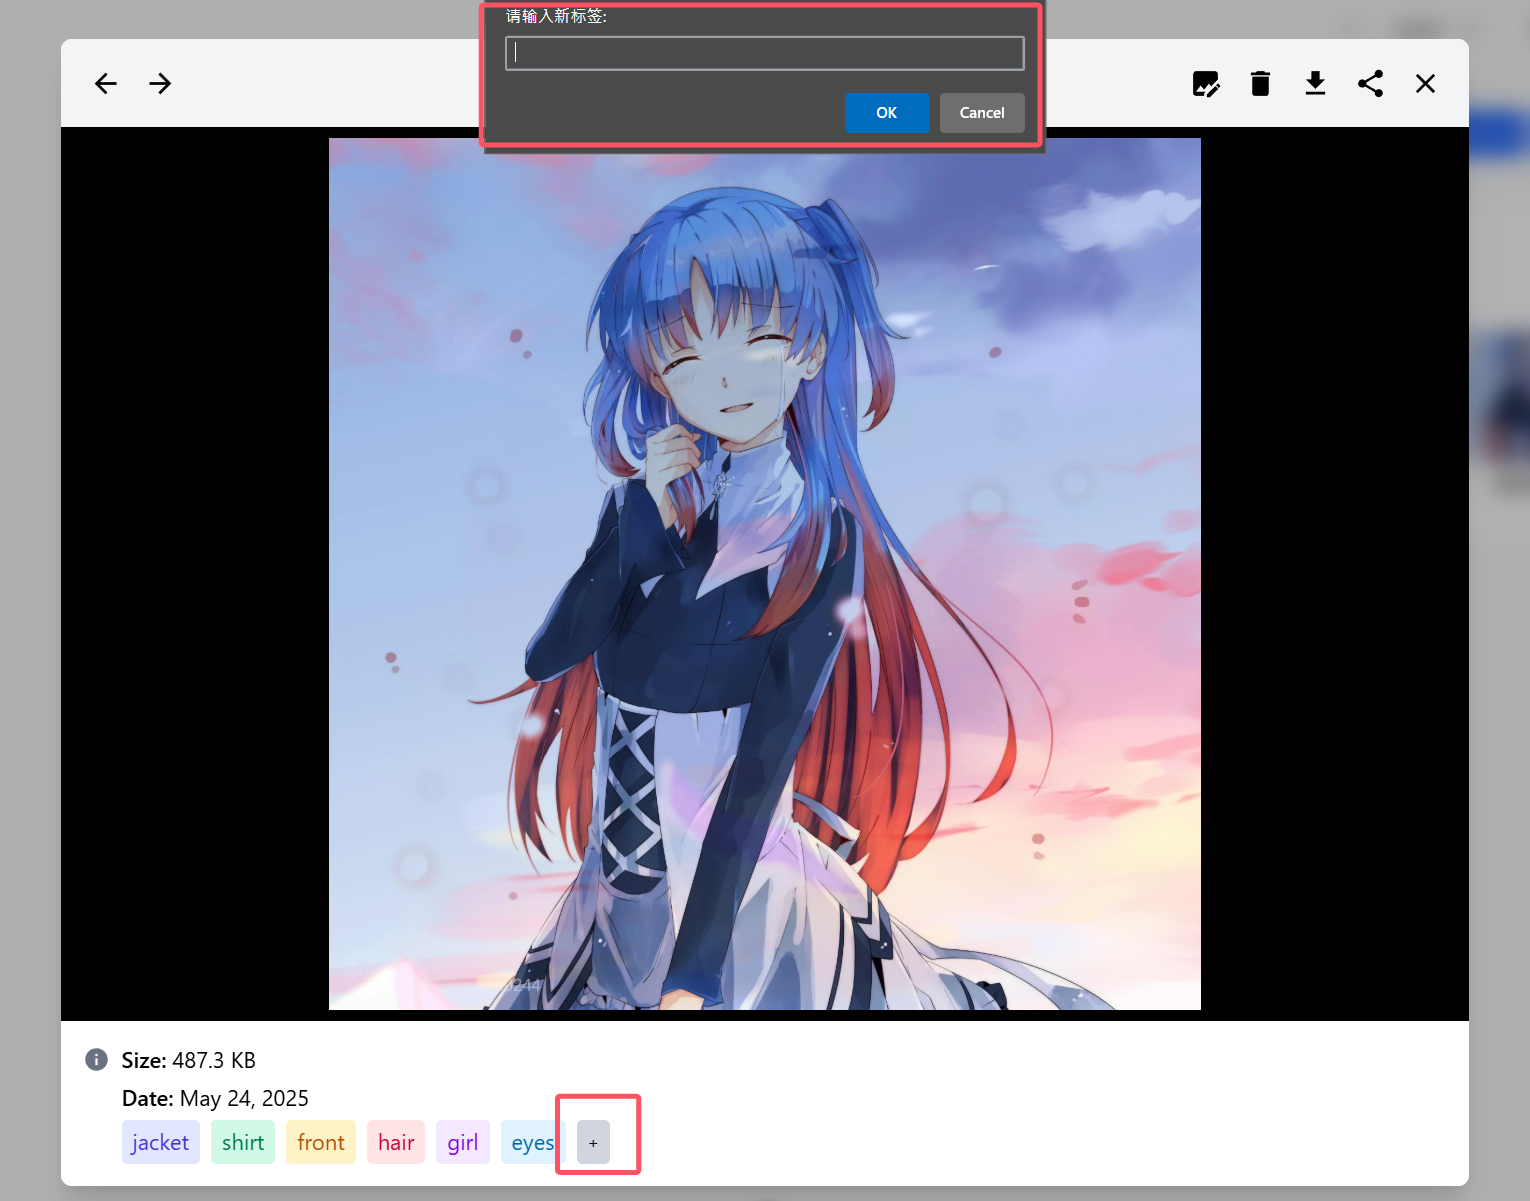 请输入新标签:
OK Cancel
Size: 487.3 KB
Date: May 24, 2025
jacket shirt front hair girl eyes +